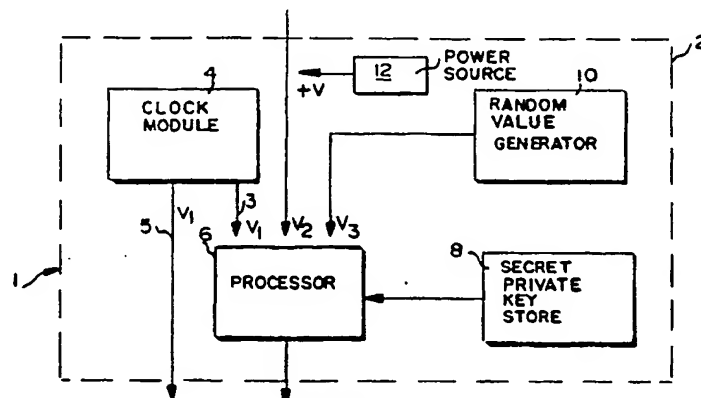 2
4
CLOCK
MODULE
12
POWER
SOURCE
+V
10
RANDOM
VALUE
GENERATOR
V1
5
3
V1
V2
V3
6
PROCESSOR
1
8
SECRET
PRIVATE
KEY
STORE